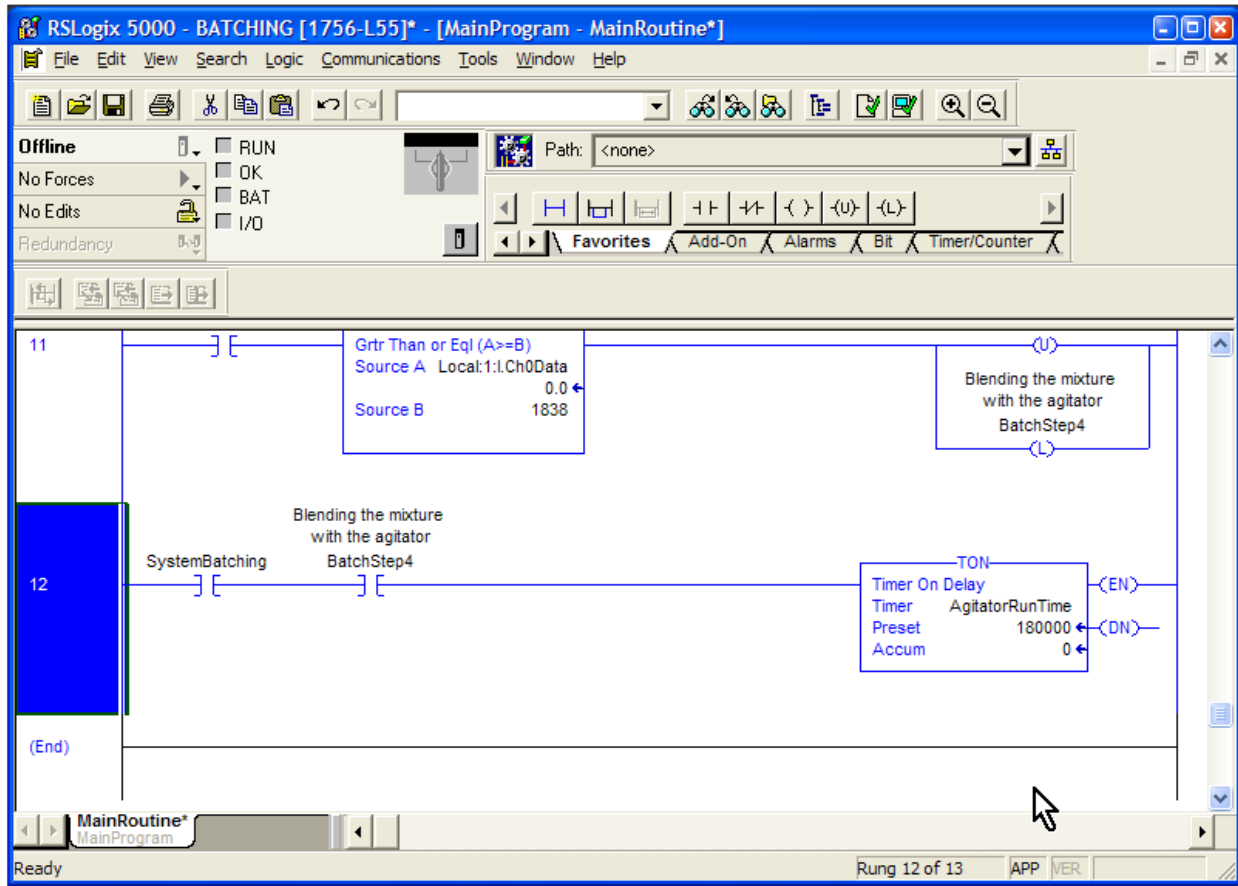 RSLogix 5000 - BATCHING [1756-L55]* - [MainProgram - MainRoutine*]
File Edit View Search Logic Communications Tools Window Help
Offline
RUN
Path: <none>
No Forces
OK
BAT
No Edits
I/O
Redundancy
Favorites Add-On Alarms Bit Timer/Counter
11
Grtr Than or Eql (A>=B)
Source A Local:1:I.Ch0Data
0.0
Source B 1838
(U)
Blending the mixture
with the agitator
BatchStep4
(L)
Blending the mixture
with the agitator
SystemBatching BatchStep4
12
TON
Timer On Delay (EN)
Timer AgitatorRunTime
Preset 180000 (DN)
Accum 0
(End)
MainRoutine*
MainProgram
Ready Rung 12 of 13 APP VER